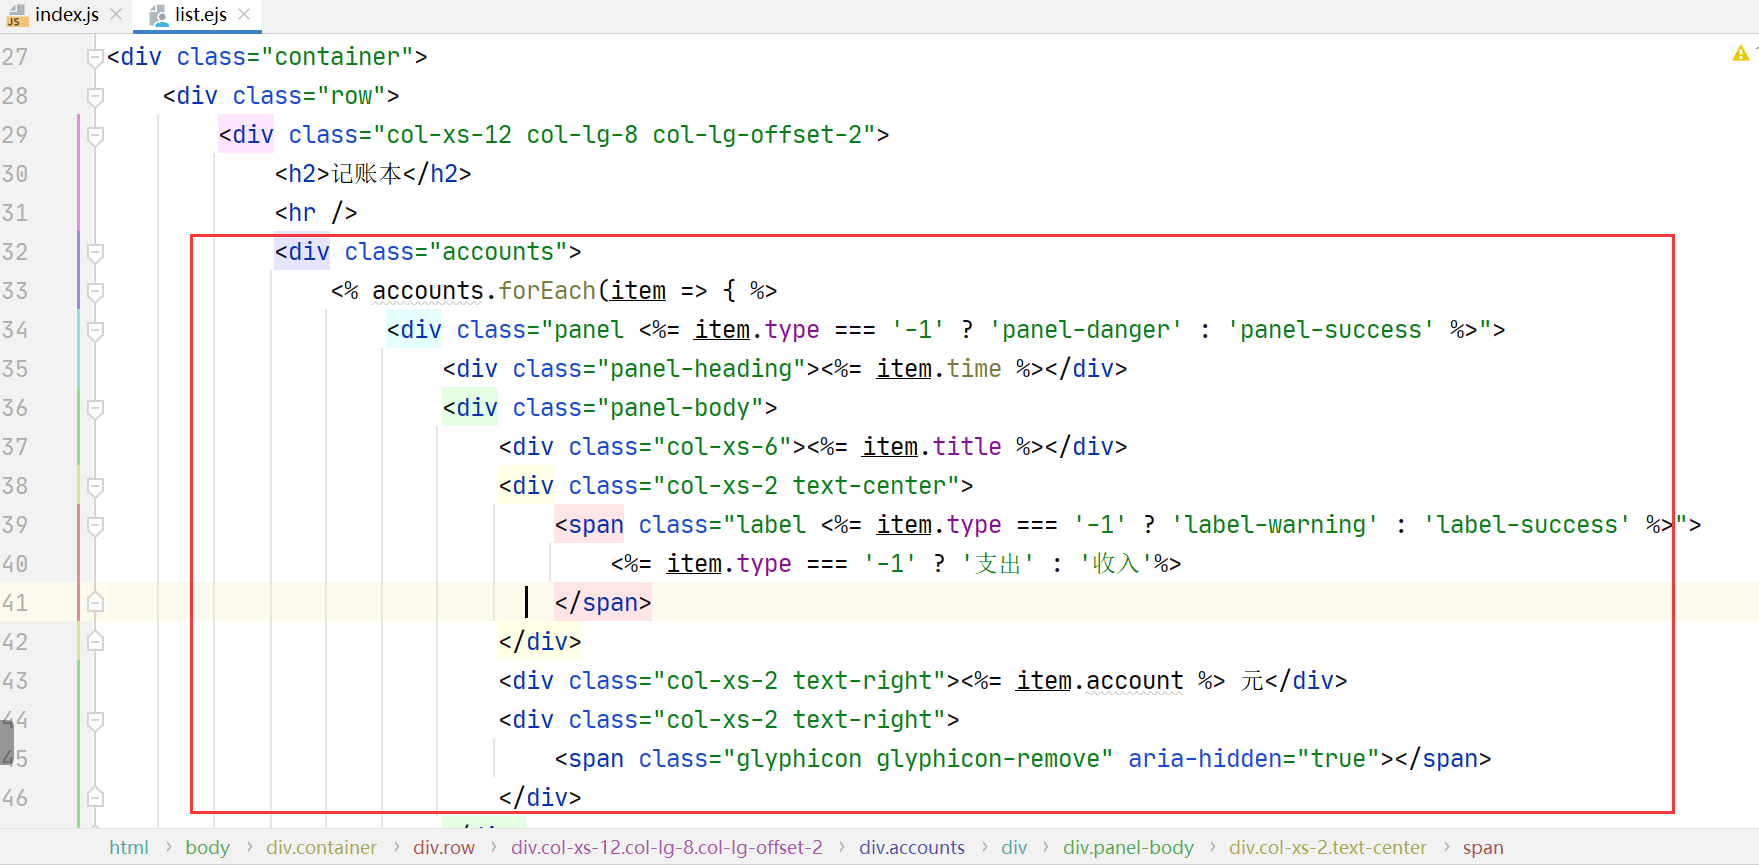 index.js × list.ejs ×
27 <div class="container">
28 <div class="row">
29 <div class="col-xs-12 col-lg-8 col-lg-offset-2">
30 <h2>记账本</h2>
31 <hr />
32 <div class="accounts">
33 <% accounts.forEach(item => { %>
34 <div class="panel <%= item.type === '-1' ? 'panel-danger' : 'panel-success' %>">
35 <div class="panel-heading"><%= item.time %></div>
36 <div class="panel-body">
37 <div class="col-xs-6"><%= item.title %></div>
38 <div class="col-xs-2 text-center">
39 <span class="label <%= item.type === '-1' ? 'label-warning' : 'label-success' %>">
40 <%= item.type === '-1' ? '支出' : '收入'%>
41 </span>
42 </div>
43 <div class="col-xs-2 text-right"><%= item.account %> 元</div>
44 <div class="col-xs-2 text-right">
45 <span class="glyphicon glyphicon-remove" aria-hidden="true"></span>
46 </div>
html › body › div.container › div.row › div.col-xs-12.col-lg-8.col-lg-offset-2 › div.accounts › div › div.panel-body › div.col-xs-2.text-center › span